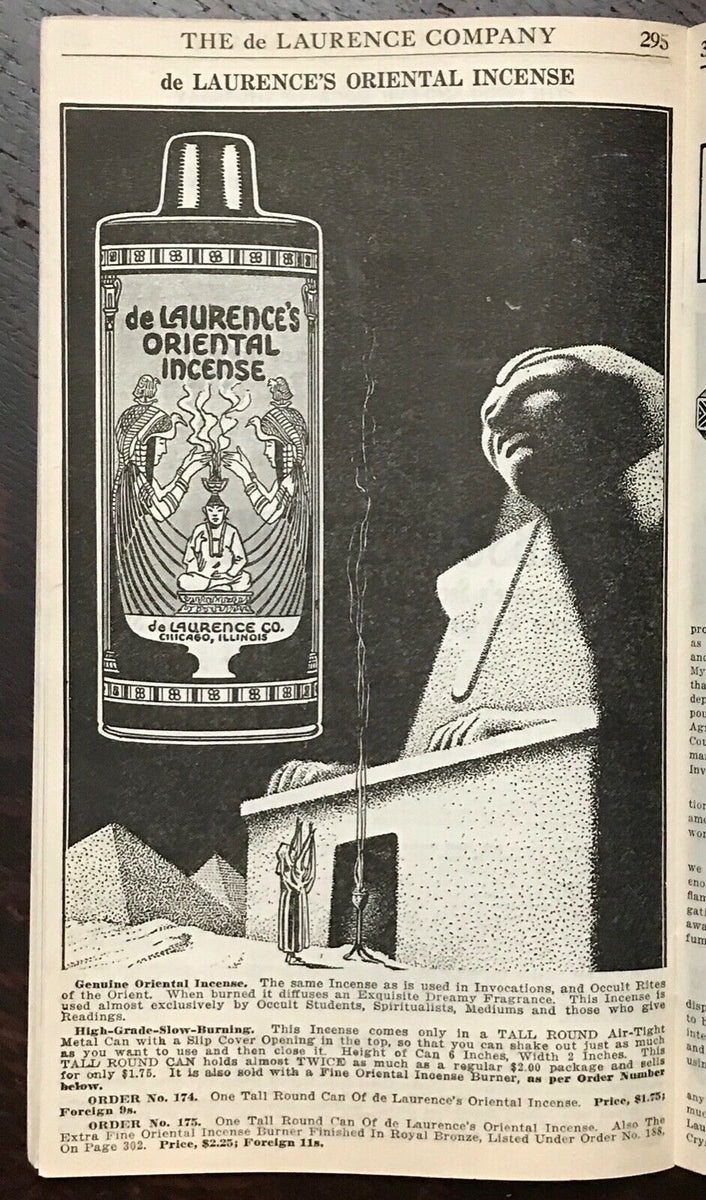 THE de LAURENCE COMPANY 295
de LAURENCE'S ORIENTAL INCENSE
de LAURENCE'S
ORIENTAL
INCENSE
de LAURENCE CO.
CHICAGO, ILLINOIS
Genuine Oriental Incense. The same Incense as is used in Invocations, and Occult Rites
of the Orient. When burned it diffuses an Exquisite Dreamy Fragrance. This Incense is
used almost exclusively by Occult Students, Spiritualists, Mediums and those who give
Readings.
High-Grade-Slow-Burning. This Incense comes only in a TALL ROUND Air-Tight
Metal Can with a Slip Cover Opening in the top, so that you can shake out just as much
as you want to use and then close it. Height of Can 6 Inches, Width 2 Inches. This
TALL ROUND CAN holds almost TWICE as much as a regular $2.00 package and sells
for only $1.75. It is also sold with a Fine Oriental Incense Burner, as per Order Number
below.
ORDER No. 174. One Tall Round Can Of de Laurence's Oriental Incense. Price, $1.75;
Foreign 9s.
ORDER No. 175. One Tall Round Can Of de Laurence's Oriental Incense. Also The
Extra Fine Oriental Incense Burner Finished In Royal Bronze, Listed Under Order No. 188,
On Page 302. Price, $2.25; Foreign 11s.